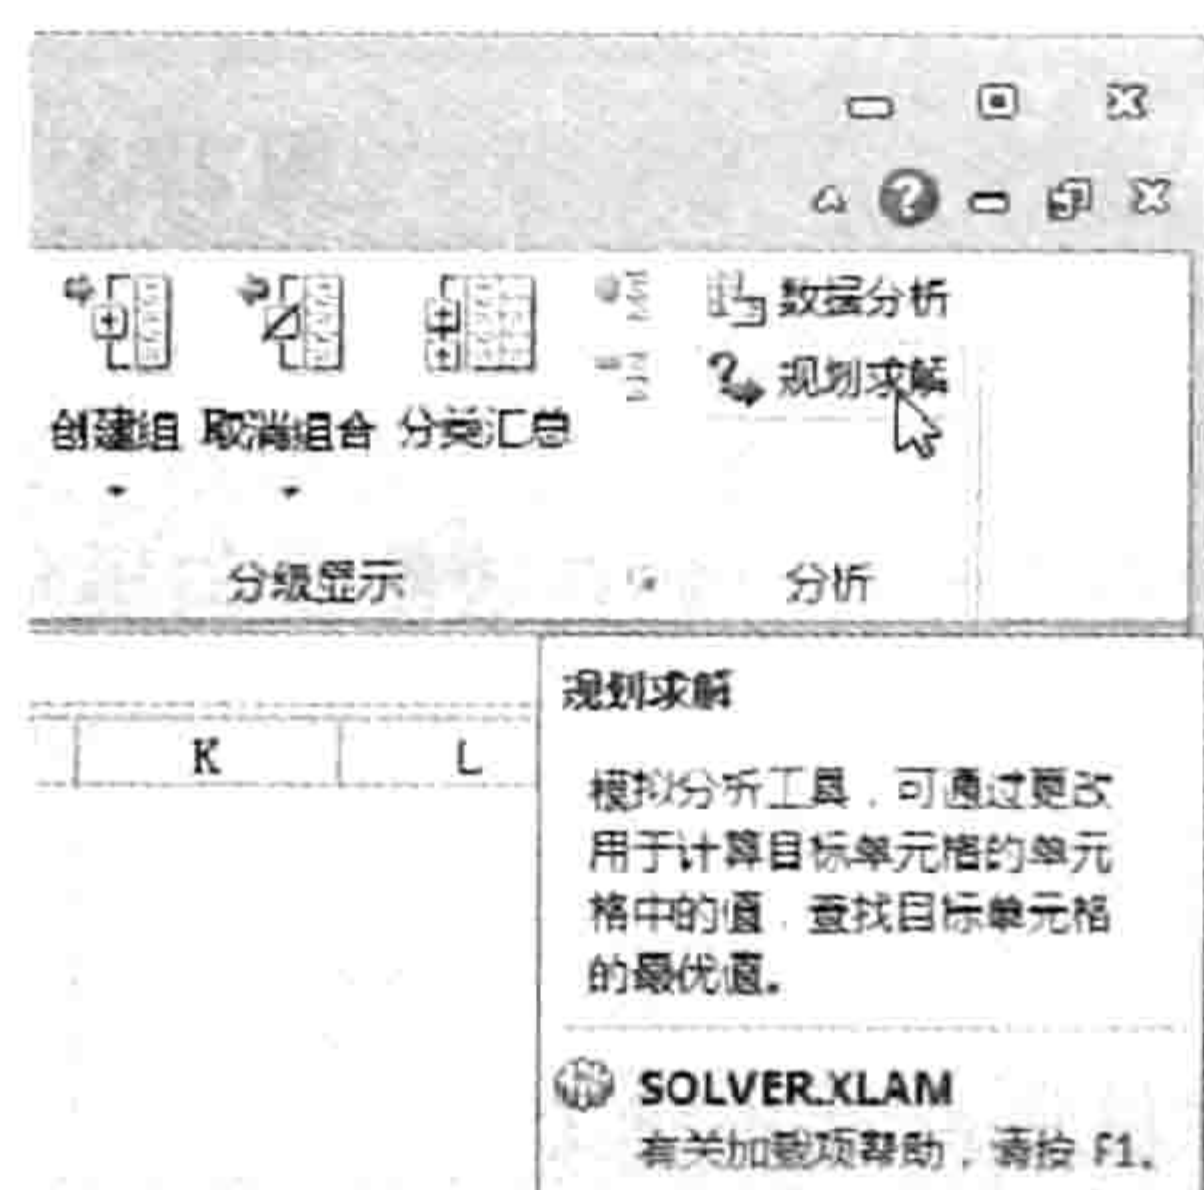 数据分析
规划求解
创建组 取消组合 分类汇总
分级显示 分析
规划求解
K L
模拟分析工具，可通过更改
用于计算目标单元格的单元
格中的值，查找目标单元格
的最优值。
SOLVER.XLAM
有关加载项帮助，请按 F1。